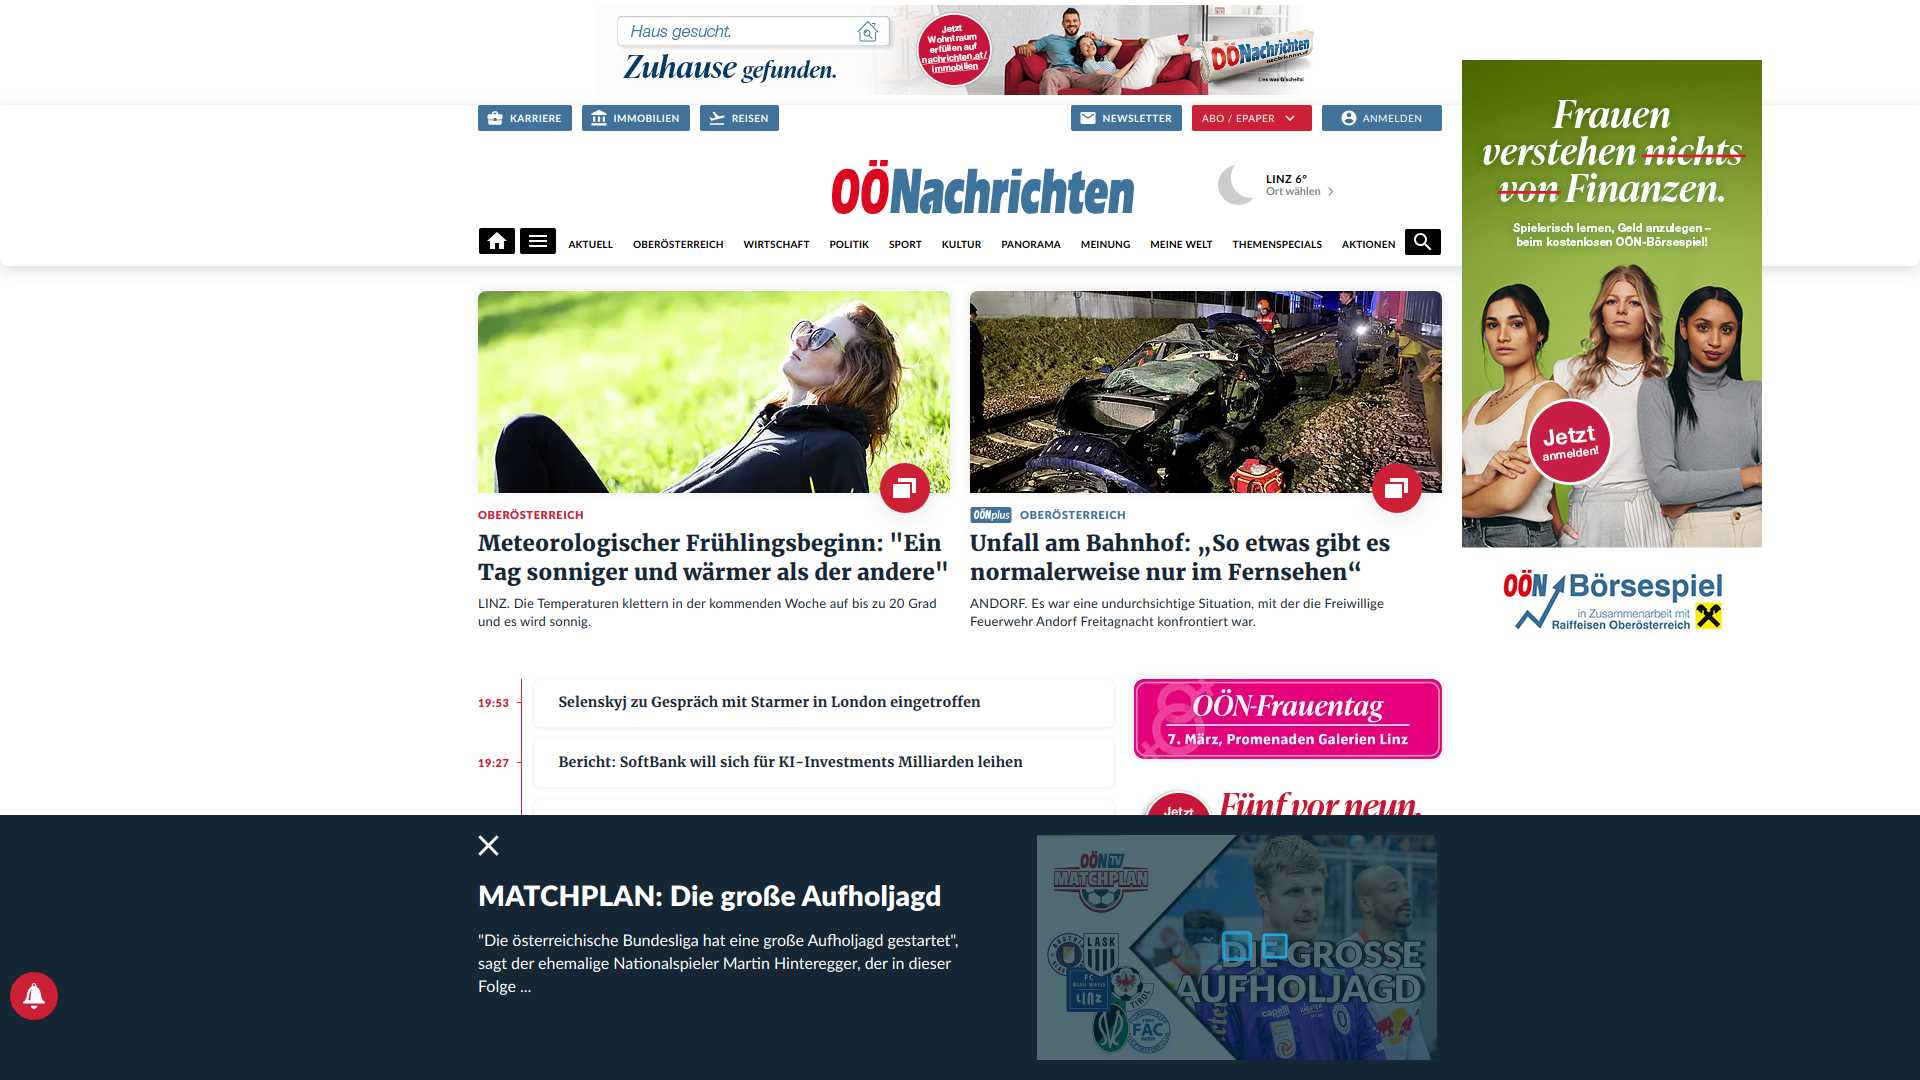 Haus gesucht.
Zuhause gefunden.
Jetzt
Wohntraum
erfüllen auf
nachrichten.at/
immobilien
OÖNachrichten
Lies was G'scheits!
KARRIERE
IMMOBILIEN
REISEN
NEWSLETTER
ABO / EPAPER
ANMELDEN
OÖNachrichten
LINZ 6°
Ort wählen
AKTUELL
OBERÖSTERREICH
WIRTSCHAFT
POLITIK
SPORT
KULTUR
PANORAMA
MEINUNG
MEINE WELT
THEMENSPECIALS
AKTIONEN
Frauen
verstehen nichts
von Finanzen.
Spielerisch lernen, Geld anzulegen –
beim kostenlosen OÖN-Börsespiel!
Jetzt
anmelden!
OÖN Börsespiel
in Zusammenarbeit mit
Raiffeisen Oberösterreich
OBERÖSTERREICH
Meteorologischer Frühlingsbeginn: "Ein
Tag sonniger und wärmer als der andere"
LINZ. Die Temperaturen klettern in der kommenden Woche auf bis zu 20 Grad
und es wird sonnig.
OÖNplus OBERÖSTERREICH
Unfall am Bahnhof: „So etwas gibt es
normalerweise nur im Fernsehen“
ANDORF. Es war eine undurchsichtige Situation, mit der die Freiwillige
Feuerwehr Andorf Freitagnacht konfrontiert war.
19:53
Selenskyj zu Gespräch mit Starmer in London eingetroffen
19:27
Bericht: SoftBank will sich für KI-Investments Milliarden leihen
OÖN-Frauentag
7. März, Promenaden Galerien Linz
Jetzt
Fünf vor neun.
MATCHPLAN: Die große Aufholjagd
"Die österreichische Bundesliga hat eine große Aufholjagd gestartet",
sagt der ehemalige Nationalspieler Martin Hinteregger, der in dieser
Folge ...
OÖN TV
MATCHPLAN
LASK
FC
BLAU WEISS
LINZ
TIROL
FAC
DIE GROSSE
AUFHOLJAGD
capelli